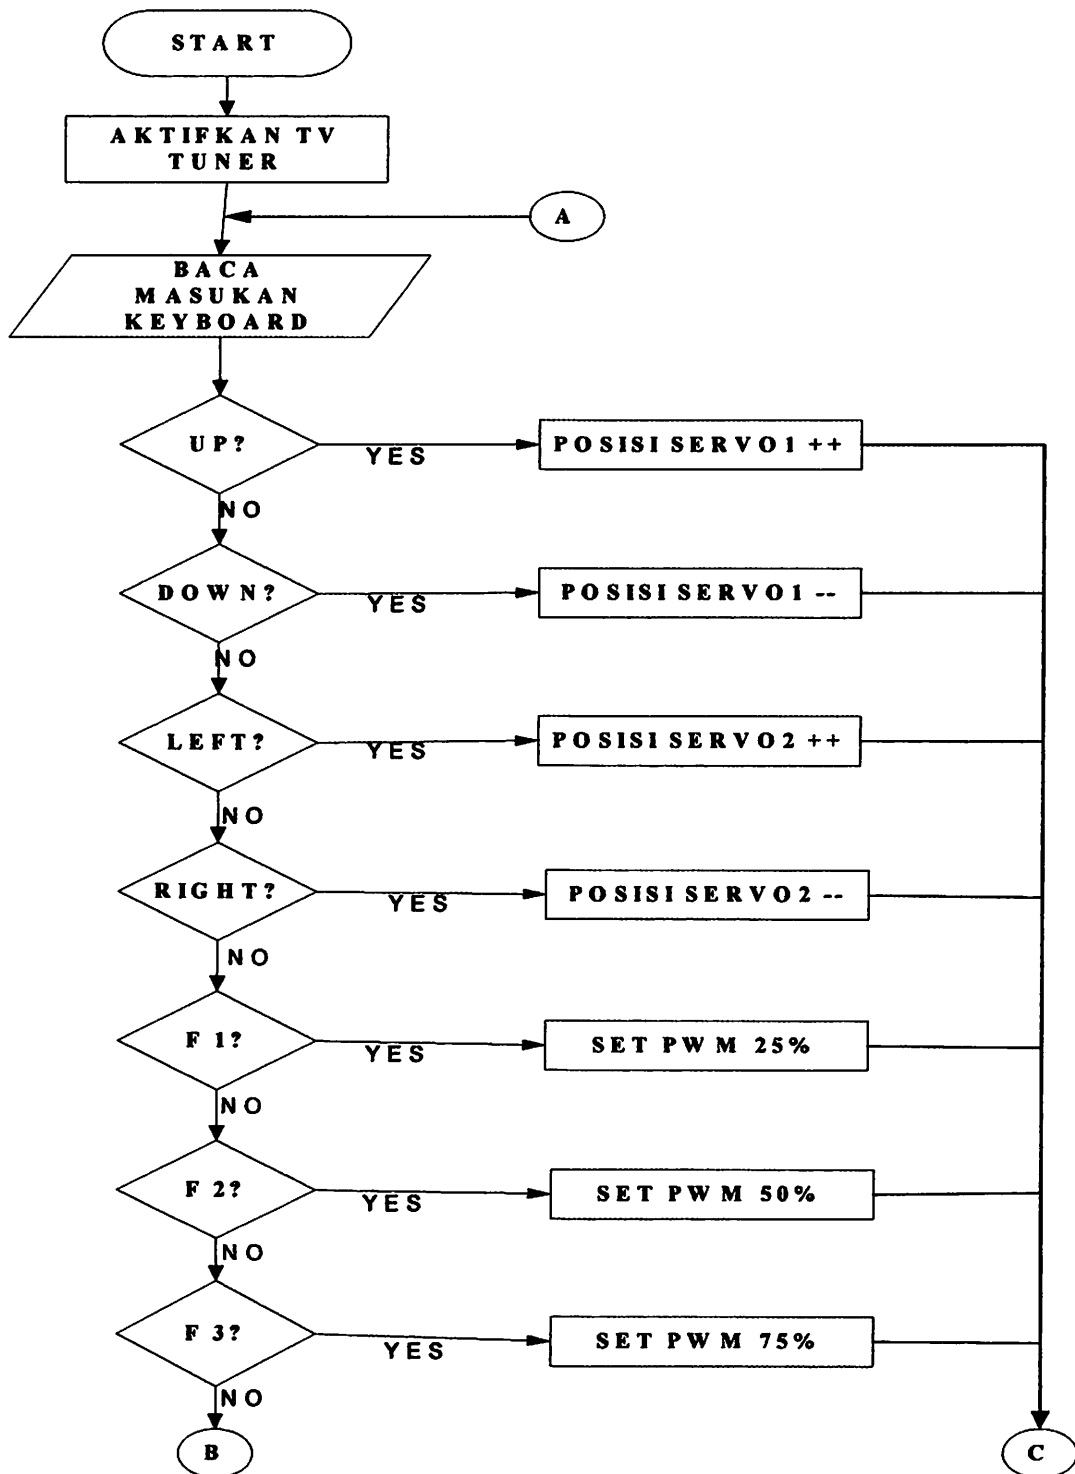 START
AKTIFKAN TV
TUNER
A
BACA
MASUKAN
KEYBOARD
UP?
YES
POSISI SERVO1 ++
NO
DOWN?
YES
POSISI SERVO1 --
NO
LEFT?
YES
POSISI SERVO2 ++
NO
RIGHT?
YES
POSISI SERVO2 --
NO
F 1?
YES
SET PWM 25%
NO
F 2?
YES
SET PWM 50%
NO
F 3?
YES
SET PWM 75%
NO
B
C